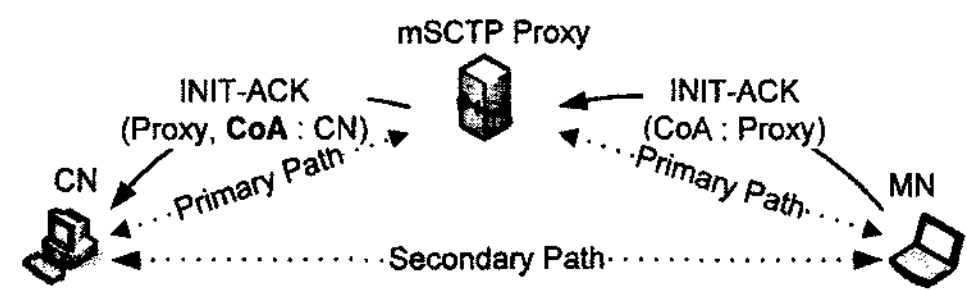 mSCTP Proxy
INIT-ACK
(Proxy, CoA : CN)
INIT-ACK
(CoA : Proxy)
CN
Primary Path
Primary Path
MN
Secondary Path